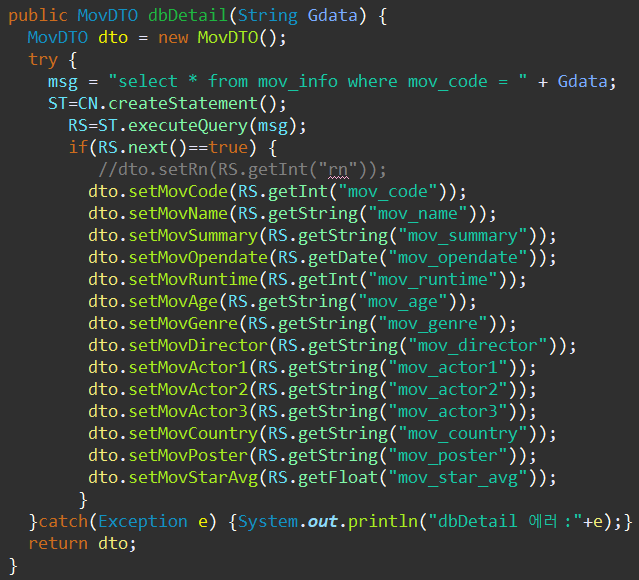 public MovDTO dbDetail(String Gdata) {
MovDTO dto = new MovDTO();
try {
msg = "select * from mov_info where mov_code = " + Gdata;
ST=CN.createStatement();
RS=ST.executeQuery(msg);
if(RS.next()==true) {
//dto.setRn(RS.getInt("rn"));
dto.setMovCode(RS.getInt("mov_code"));
dto.setMovName(RS.getString("mov_name"));
dto.setMovSummary(RS.getString("mov_summary"));
dto.setMovOpendate(RS.getDate("mov_opendate"));
dto.setMovRuntime(RS.getInt("mov_runtime"));
dto.setMovAge(RS.getString("mov_age"));
dto.setMovGenre(RS.getString("mov_genre"));
dto.setMovDirector(RS.getString("mov_director"));
dto.setMovActor1(RS.getString("mov_actor1"));
dto.setMovActor2(RS.getString("mov_actor2"));
dto.setMovActor3(RS.getString("mov_actor3"));
dto.setMovCountry(RS.getString("mov_country"));
dto.setMovPoster(RS.getString("mov_poster"));
dto.setMovStarAvg(RS.getFloat("mov_star_avg"));
}
}catch(Exception e) {System.out.println("dbDetail 에러:"+e);}
return dto;
}